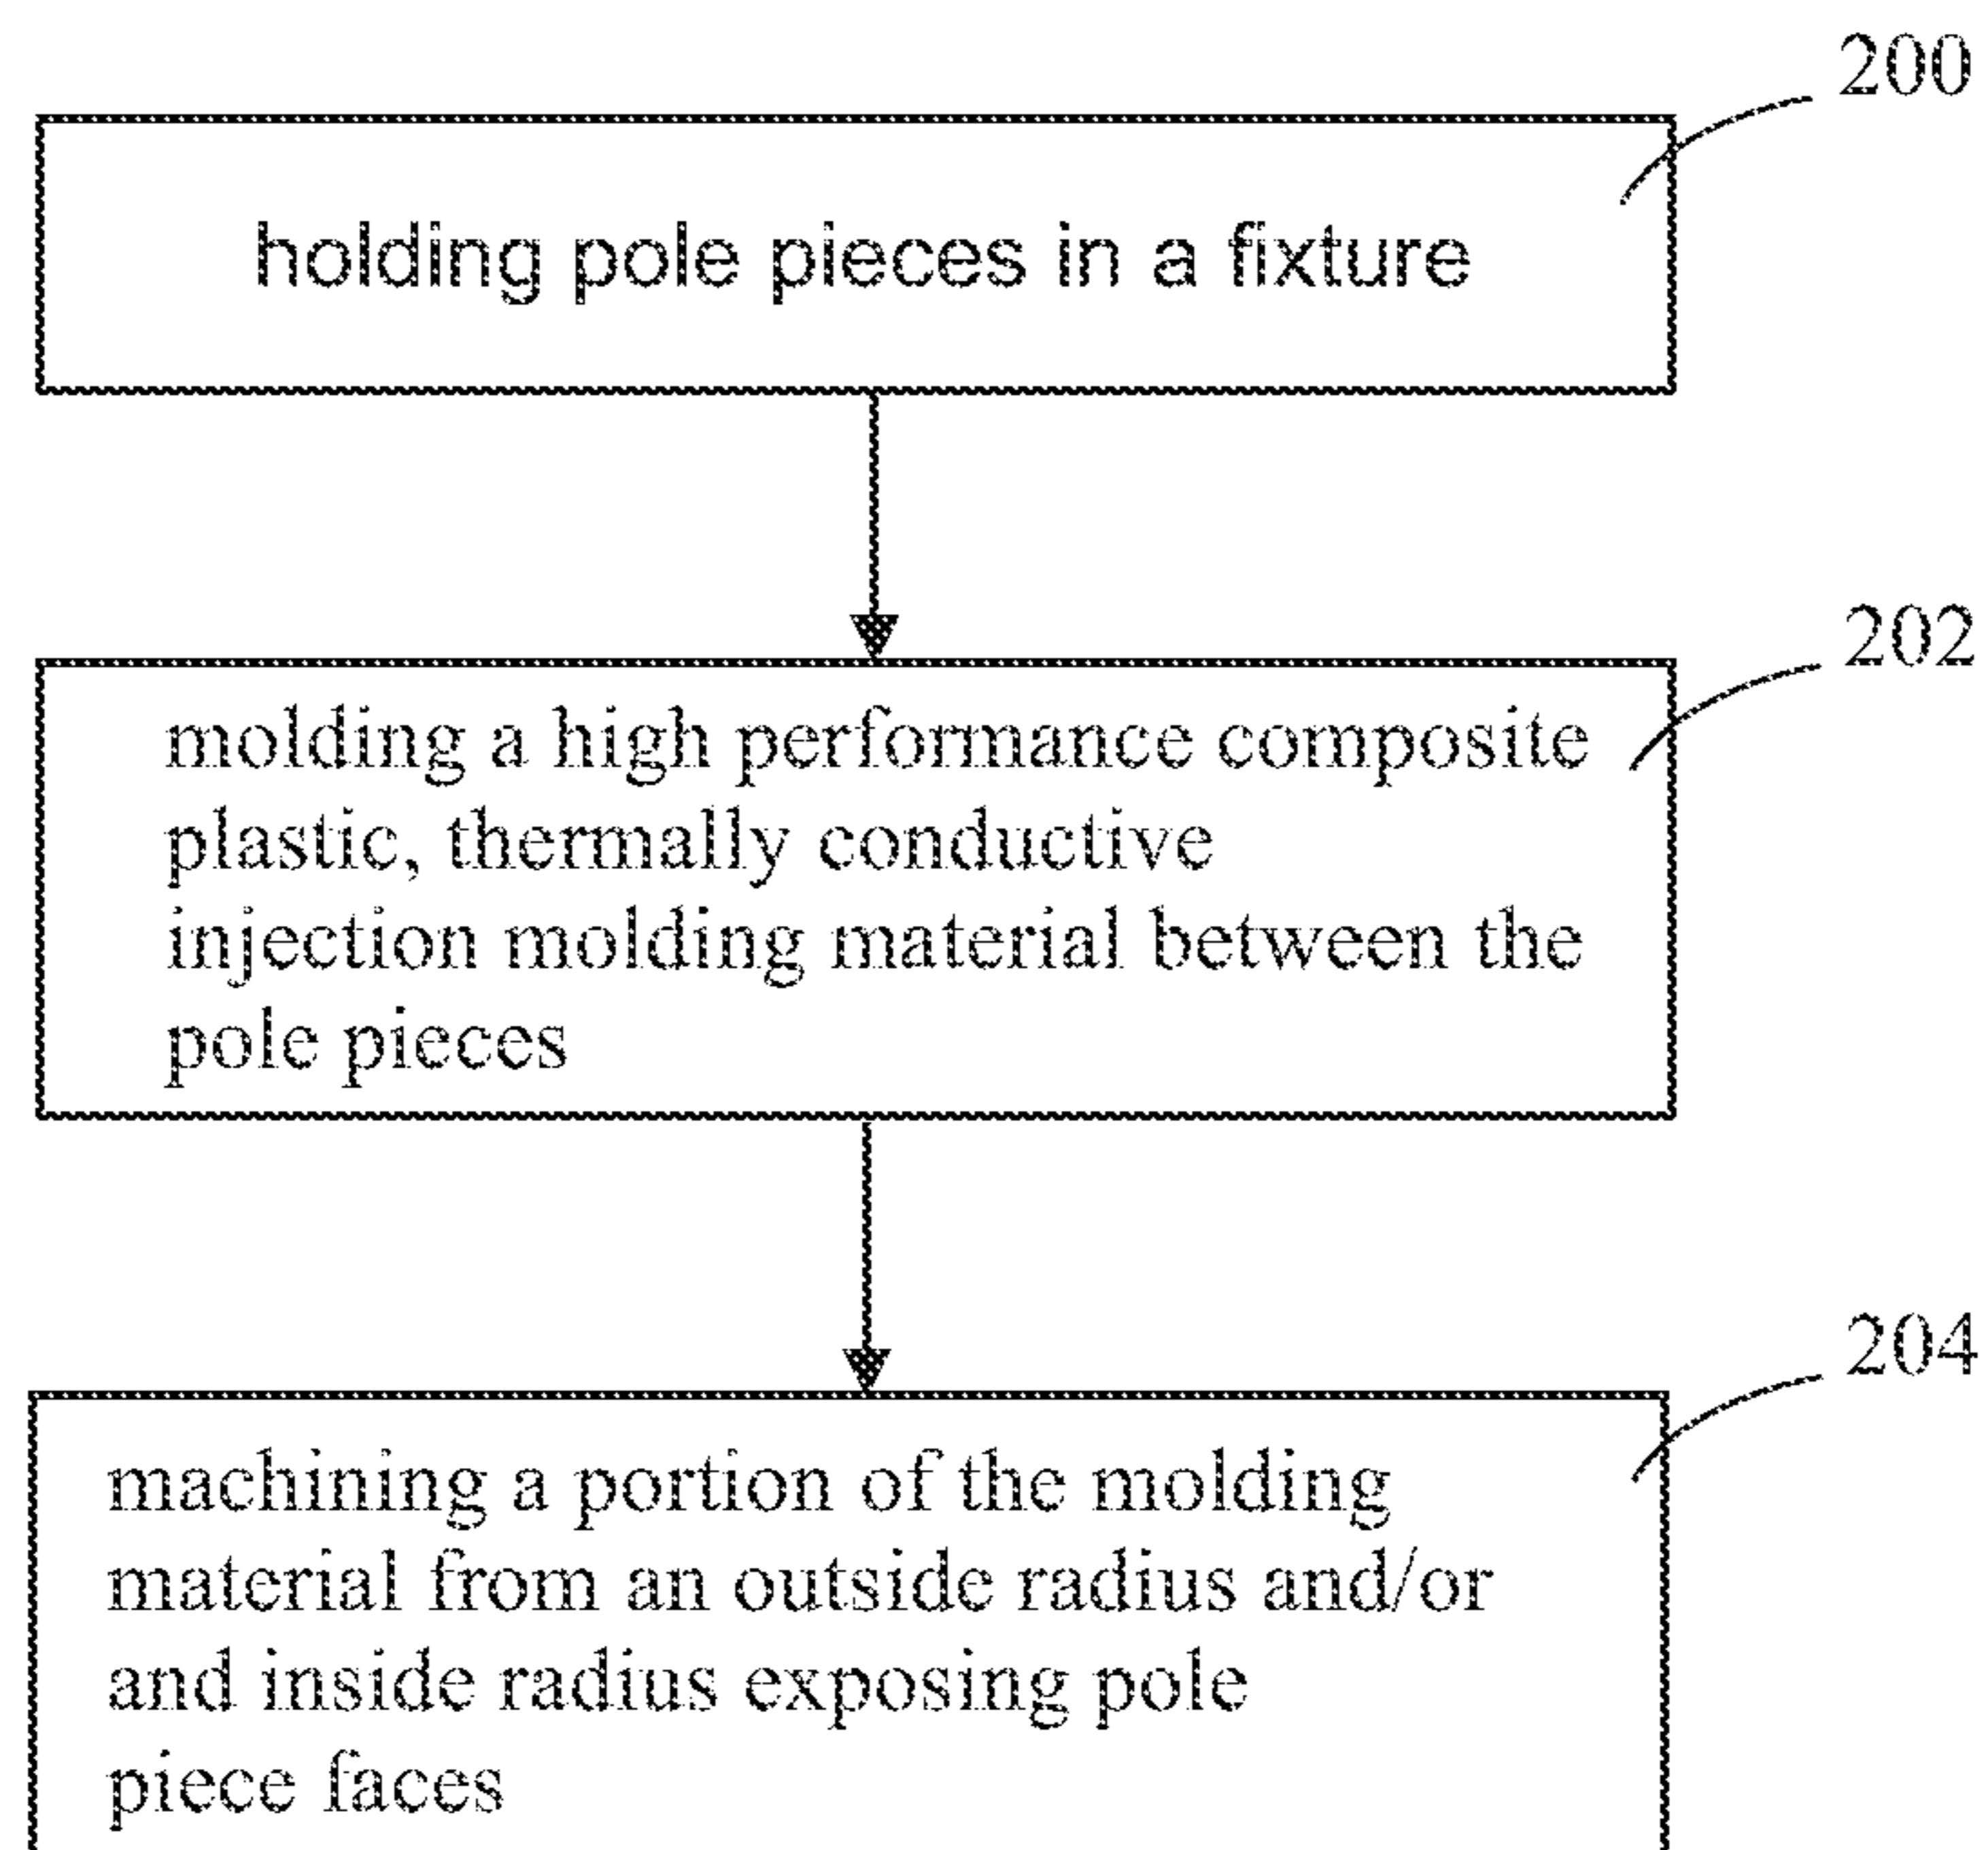 200
holding pole pieces in a fixture
202
molding a high performance composite
plastic, thermally conductive
injection molding material between the
pole pieces
204
machining a portion of the molding
material from an outside radius and/or
and inside radius exposing pole
piece faces